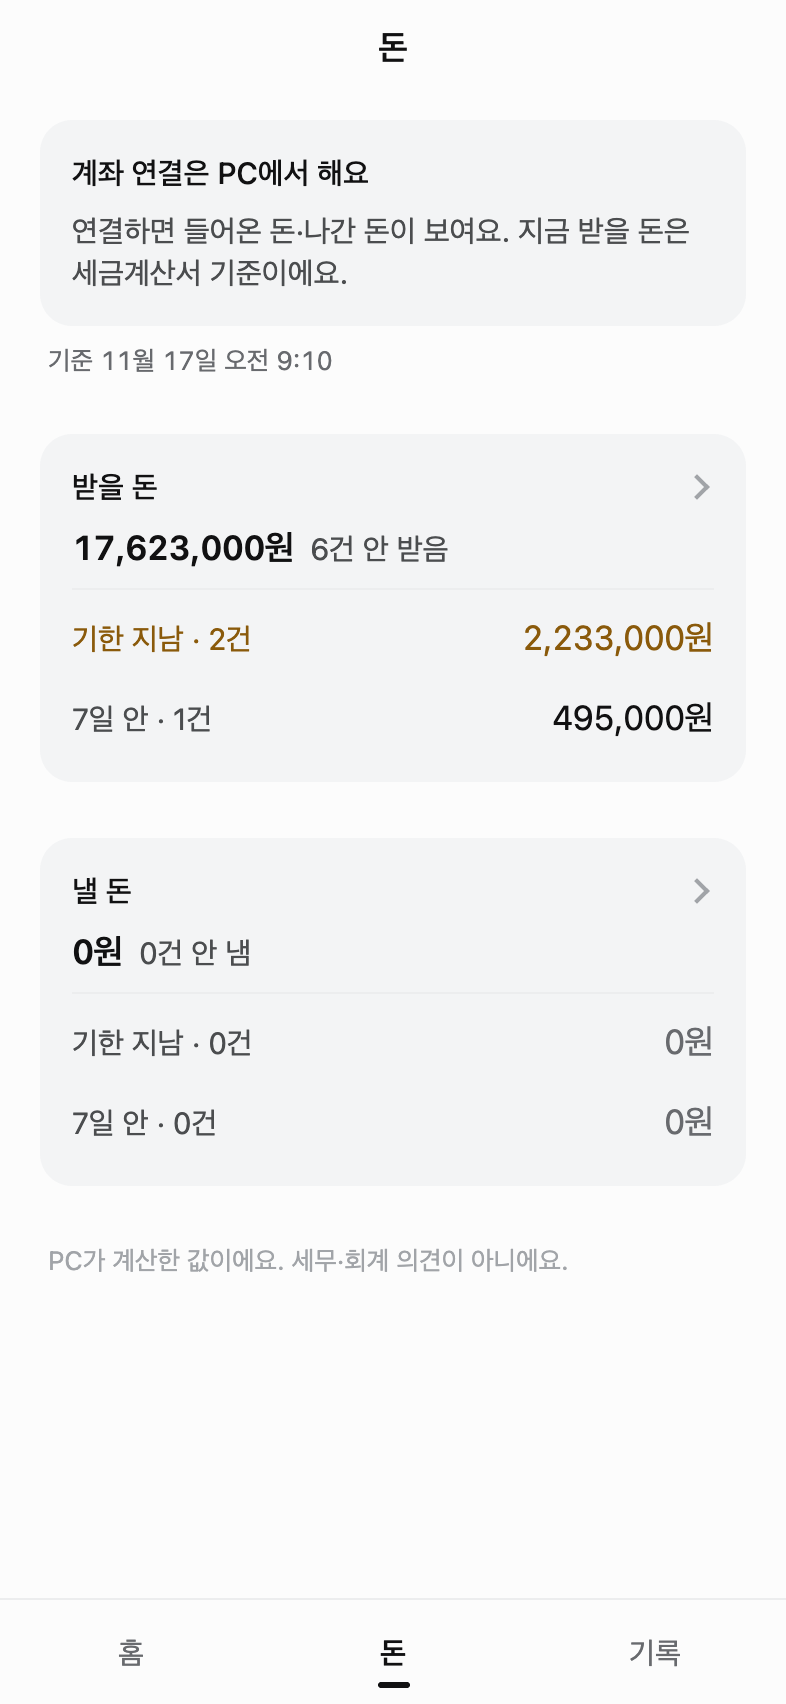 돈
계좌 연결은 PC에서 해요
연결하면 들어온 돈·나간 돈이 보여요. 지금 받을 돈은
세금계산서 기준이에요.
기준 11월 17일 오전 9:10
받을 돈
17,623,000원 6건 안 받음
기한 지남 · 2건 2,233,000원
7일 안 · 1건 495,000원
낼 돈
0원 0건 안 냄
기한 지남 · 0건 0원
7일 안 · 0건 0원
PC가 계산한 값이에요. 세무·회계 의견이 아니에요.
홈 돈 기록